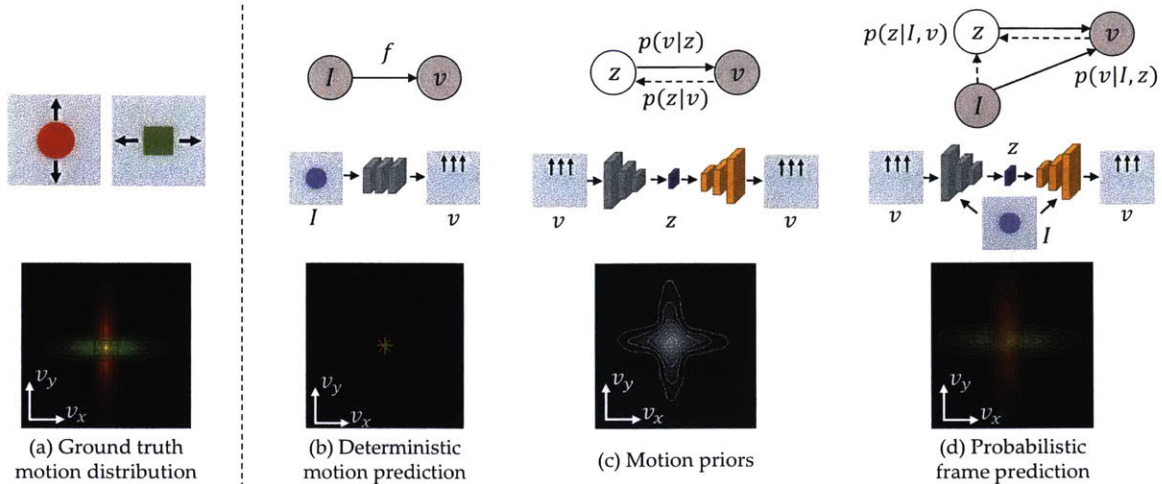 I
f
v
z
p(v|z)
v
p(z|v)
p(z|I, v)
z
v
p(v|I, z)
I
I
v
v
z
v
v
z
I
v
v_y
v_x
v_y
v_x
v_y
v_x
v_y
v_x
(a) Ground truth
motion distribution
(b) Deterministic
motion prediction
(c) Motion priors
(d) Probabilistic
frame prediction